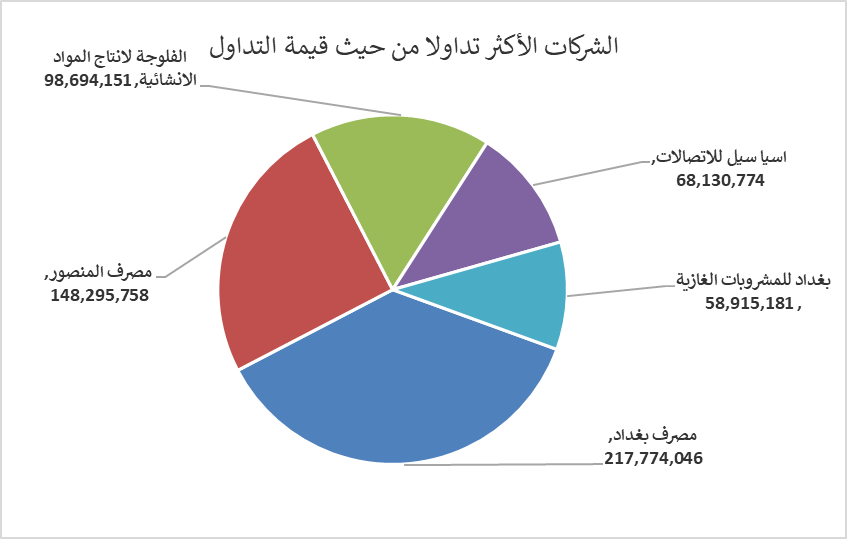 الشركات الأكثر تداولا من حيث قيمة التداول
الفلوجة لانتاج المواد
الانشائية, 98,694,151
اسيا سيل للاتصالات,
68,130,774
مصرف المنصور,
148,295,758
بغداد للمشروبات الغازية
, 58,915,181
مصرف بغداد,
217,774,046